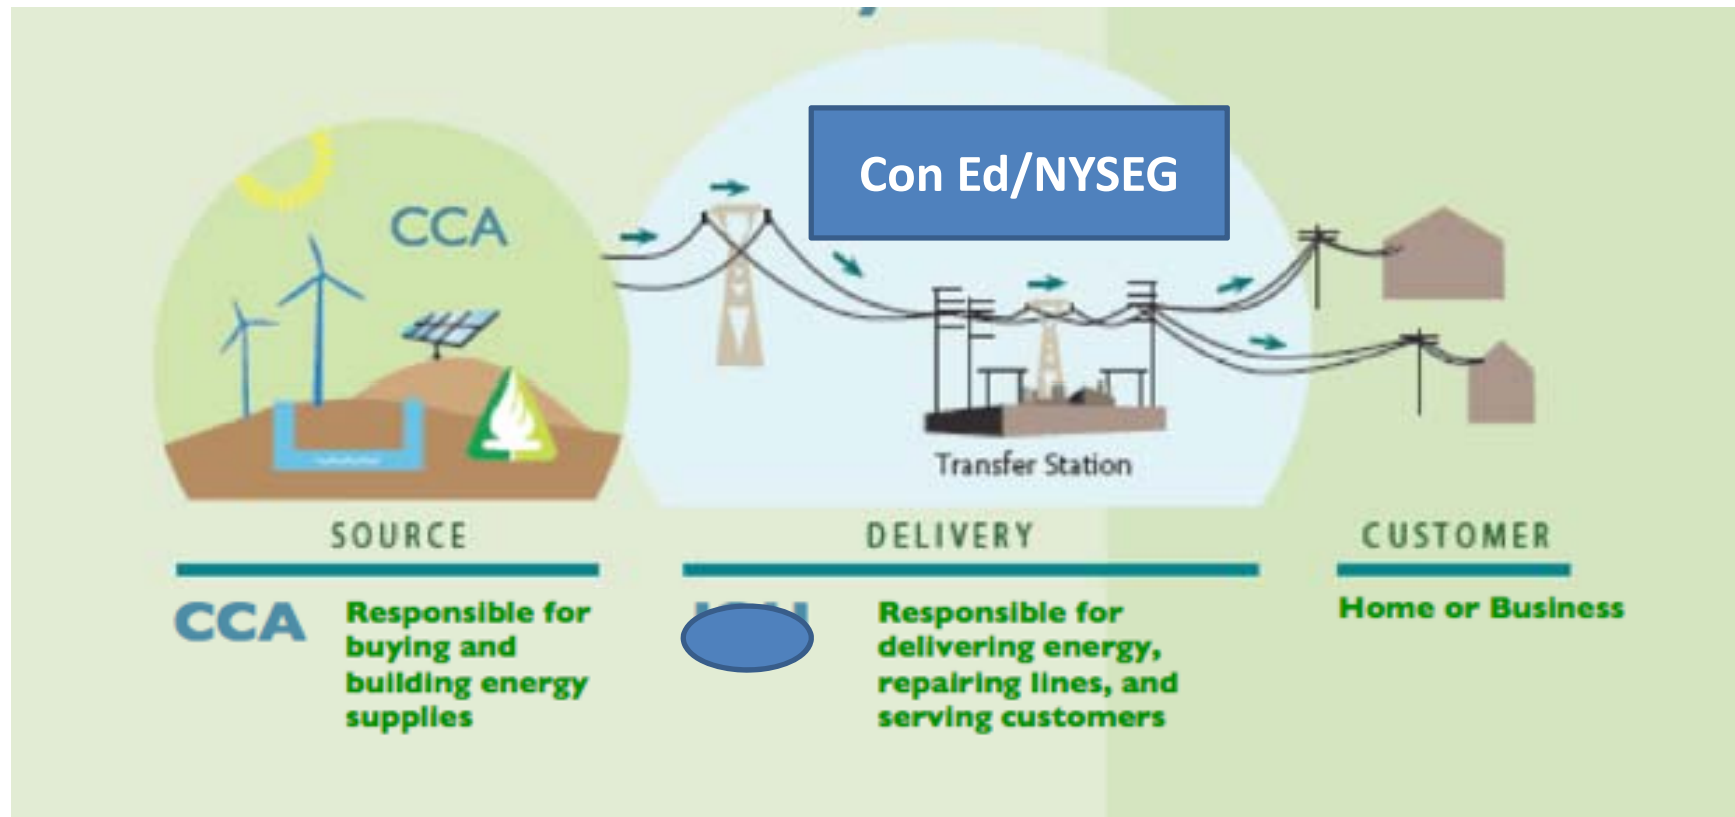 Con Ed/NYSEG
CCA
Transfer Station
SOURCE
DELIVERY
CUSTOMER
CCA
Responsible for
buying and
building energy
supplies
Responsible for
delivering energy,
repairing lines, and
serving customers
Home or Business